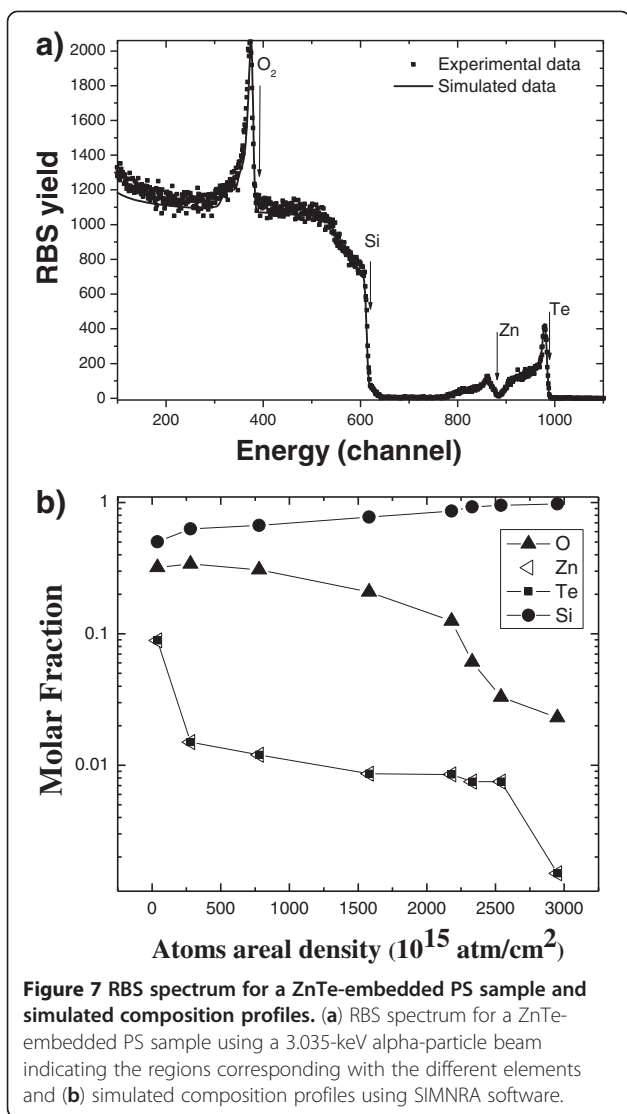 a)
2000
1800
1600
1400
1200
1000
800
600
400
200
0
RBS yield
O2
Si
Zn
Te
Experimental data
Simulated data
200 400 600 800 1000
Energy (channel)
b)
1
0.1
0.01
Molar Fraction
O
Zn
Te
Si
0 500 1000 1500 2000 2500 3000
Atoms areal density (10^15 atm/cm^2)
Figure 7 RBS spectrum for a ZnTe-embedded PS sample and
simulated composition profiles. (a) RBS spectrum for a ZnTe-
embedded PS sample using a 3.035-keV alpha-particle beam
indicating the regions corresponding with the different elements
and (b) simulated composition profiles using SIMNRA software.